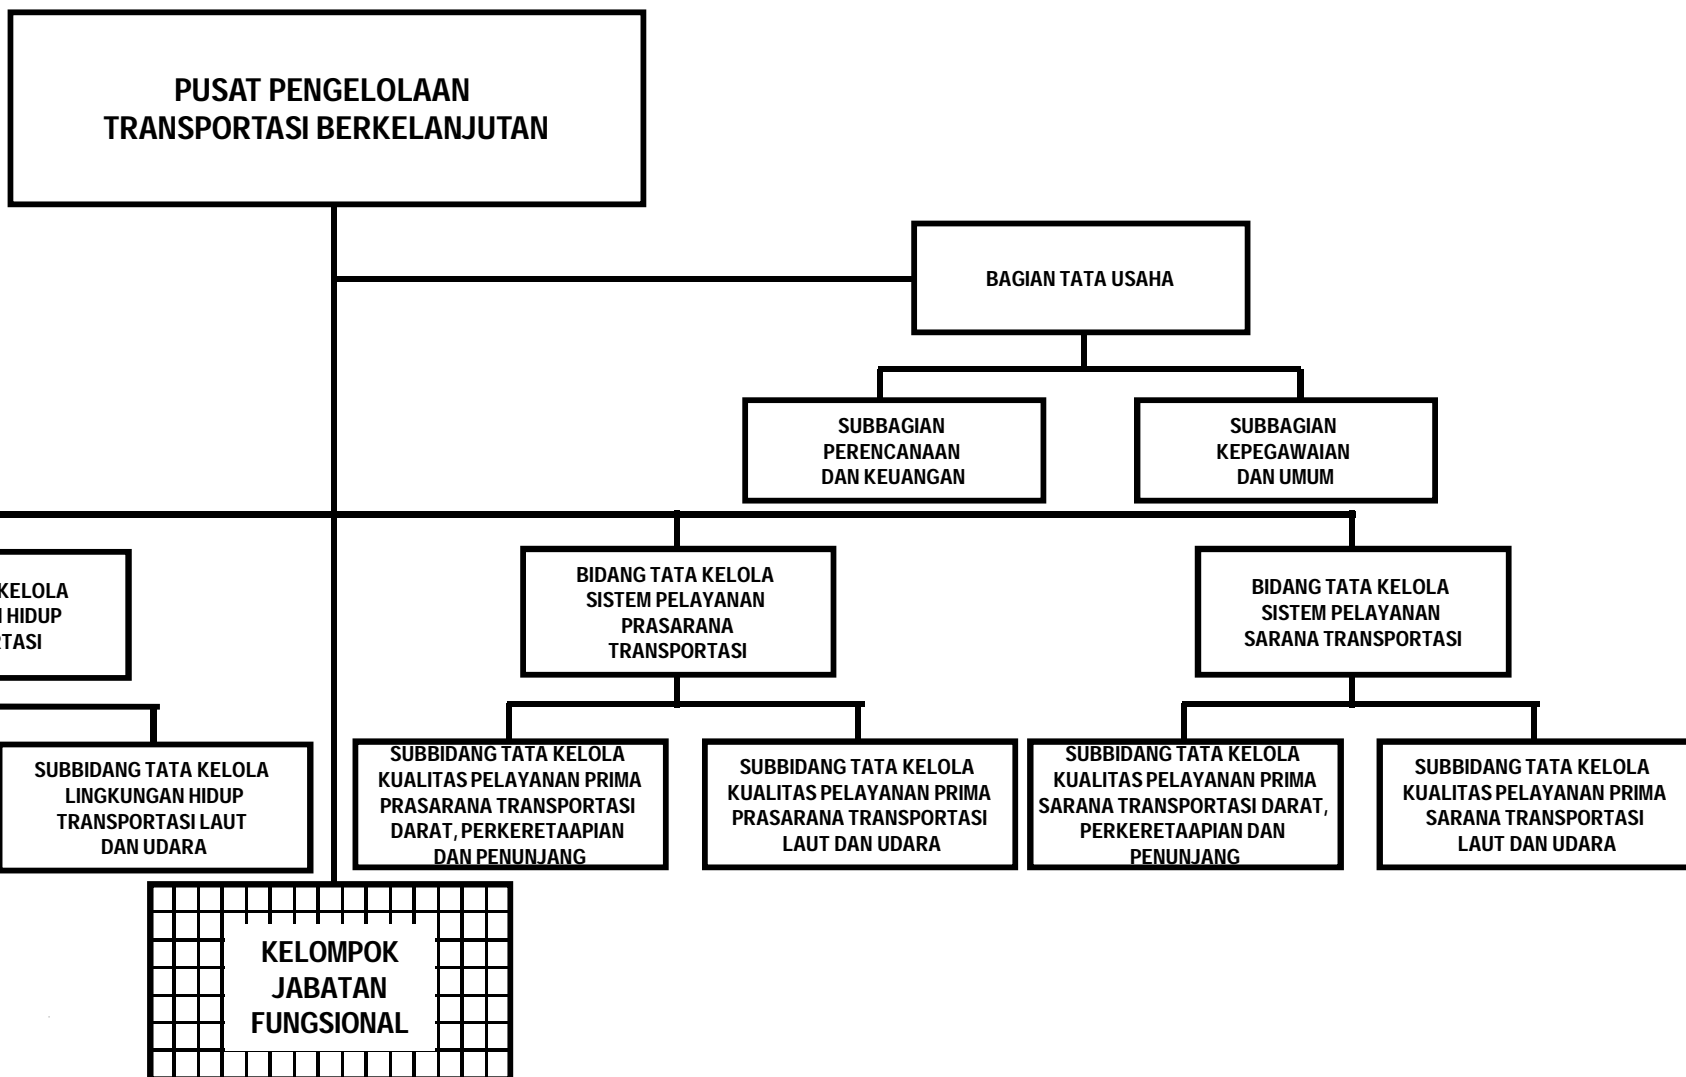 PUSAT PENGELOLAAN
TRANSPORTASI BERKELANJUTAN
BAGIAN TATA USAHA
SUBBAGIAN
PERENCANAAN
DAN KEUANGAN
SUBBAGIAN
KEPEGAWAIAN
DAN UMUM
KELOLA
HIDUP
TASI
BIDANG TATA KELOLA
SISTEM PELAYANAN
PRASARANA
TRANSPORTASI
BIDANG TATA KELOLA
SISTEM PELAYANAN
SARANA TRANSPORTASI
SUBBIDANG TATA KELOLA
LINGKUNGAN HIDUP
TRANSPORTASI LAUT
DAN UDARA
SUBBIDANG TATA KELOLA
KUALITAS PELAYANAN PRIMA
PRASARANA TRANSPORTASI
DARAT, PERKERETAAPIAN
DAN PENUNJANG
SUBBIDANG TATA KELOLA
KUALITAS PELAYANAN PRIMA
PRASARANA TRANSPORTASI
LAUT DAN UDARA
SUBBIDANG TATA KELOLA
KUALITAS PELAYANAN PRIMA
SARANA TRANSPORTASI DARAT,
PERKERETAAPIAN DAN
PENUNJANG
SUBBIDANG TATA KELOLA
KUALITAS PELAYANAN PRIMA
SARANA TRANSPORTASI
LAUT DAN UDARA
KELOMPOK
JABATAN
FUNGSIONAL